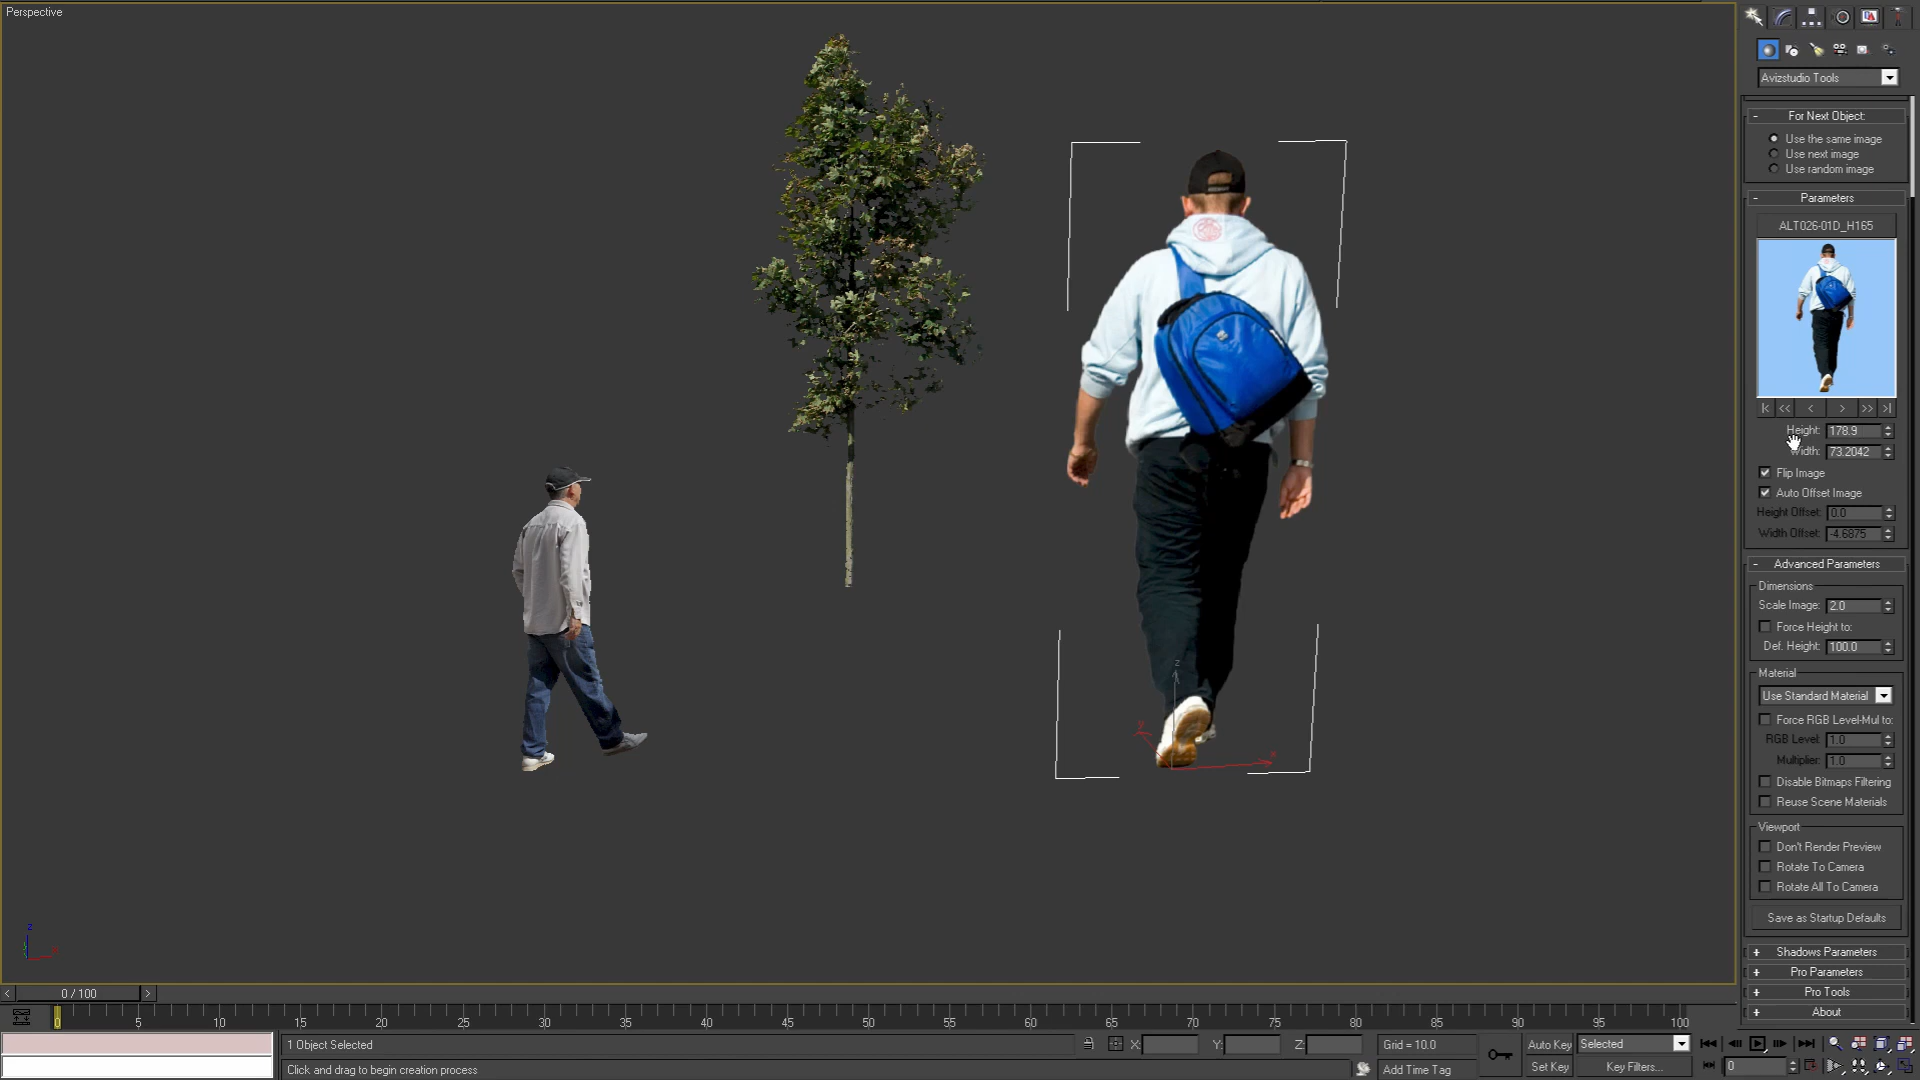 Perspective
Avizstudio Tools
- For Next Object:
Use the same image
Use next image
Use random image
- Parameters
ALT026-01D_H165
|< << < > >> >|
Height: 178.9
Width: 73.2042
Flip Image
Auto Offset Image
Height Offset: 0.0
Width Offset: -4.6875
- Advanced Parameters
Dimensions
Scale Image: 2.0
Force Height to:
Def. Height: 100.0
Material
Use Standard Material
Force RGB Level-Mul to:
RGB Level: 1.0
Multiplier: 1.0
Disable Bitmaps Filtering
Reuse Scene Materials
Viewport
Don't Render Preview
Rotate To Camera
Rotate All To Camera
Save as Startup Defaults
+ Shadows Parameters
+ Pro Parameters
+ Pro Tools
+ About
z
z
< 0 / 100 >
0 5 10 15 20 25 30 35 40 45 50 55 60 65 70 75 80 85 90 95 100
1 Object Selected X: Y: Z: Grid = 10.0 Auto Key Selected
Click and drag to begin creation process Add Time Tag Set Key Key Filters... 0